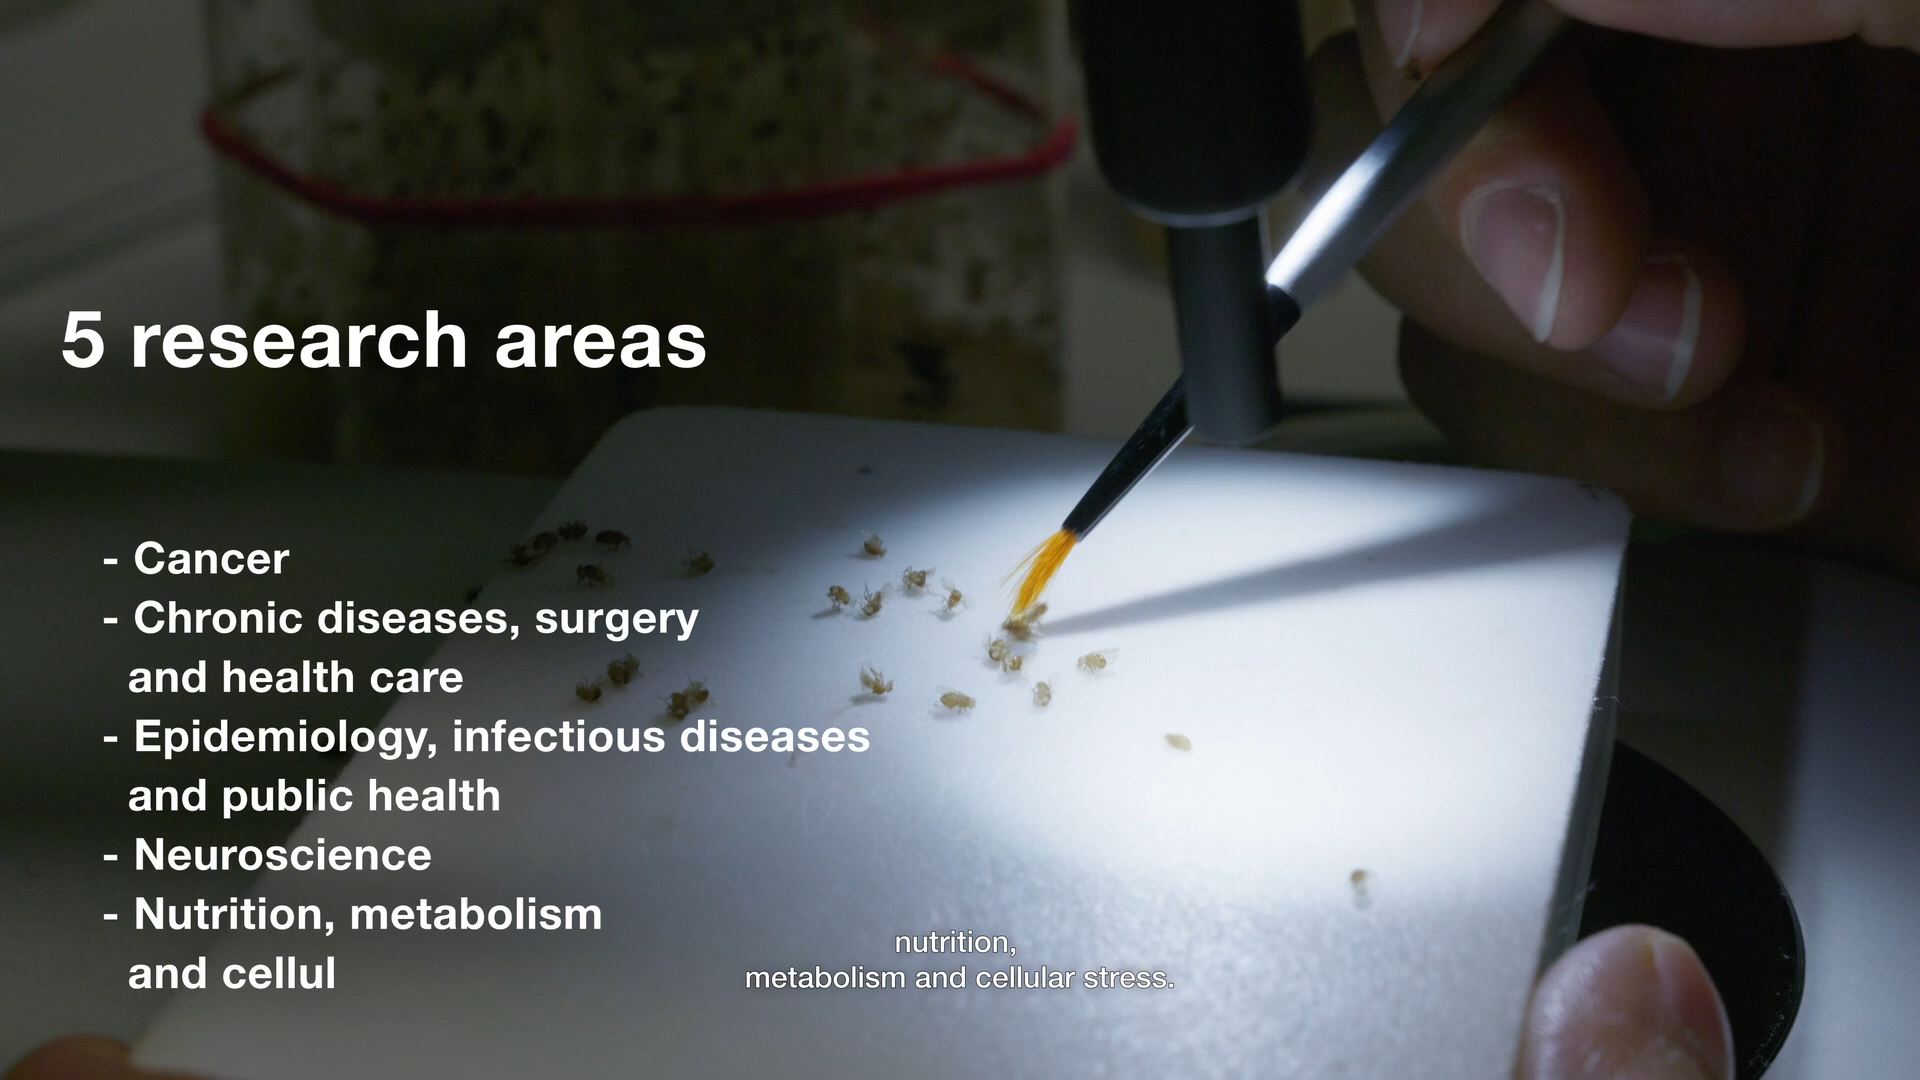 5 research areas
- Cancer
- Chronic diseases, surgery
and health care
- Epidemiology, infectious diseases
and public health
- Neuroscience
- Nutrition, metabolism
and cellul
nutrition,
metabolism and cellular stress.